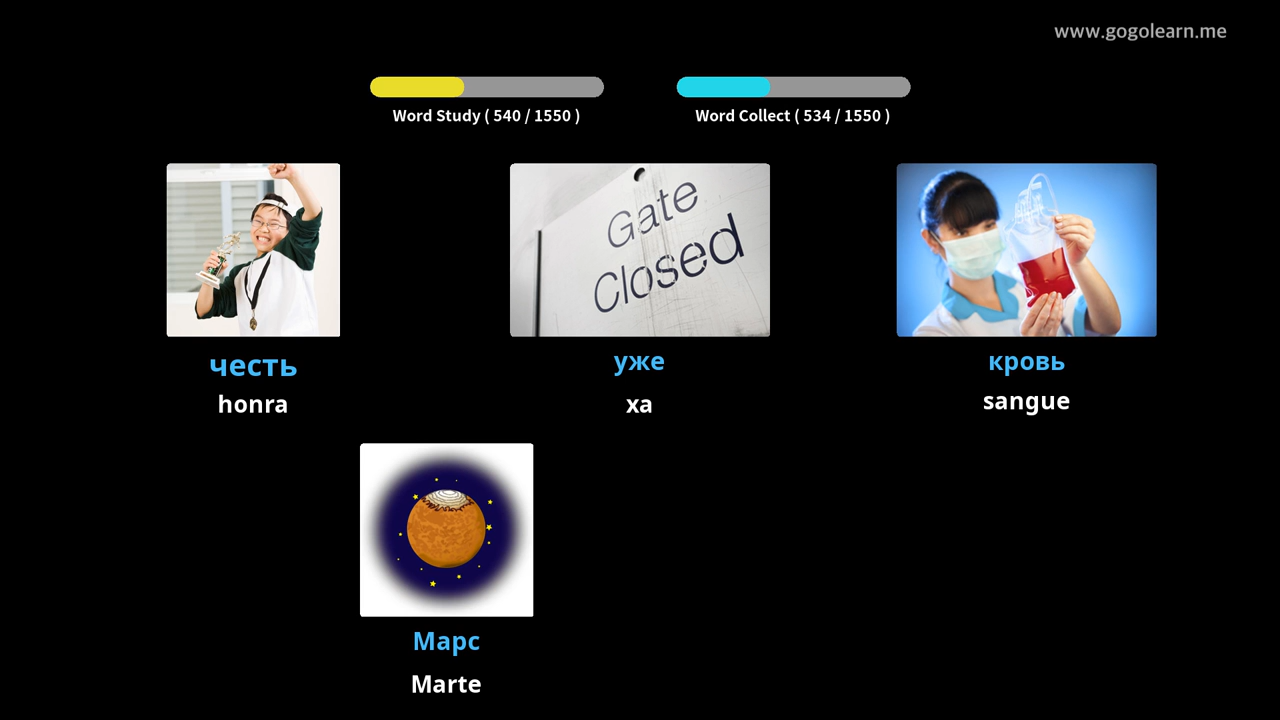 www.gogolearn.me
Word Study ( 540 / 1550 )
Word Collect ( 534 / 1550 )
Gate
Closed
честь
honra
уже
xa
кровь
sangue
Марс
Marte